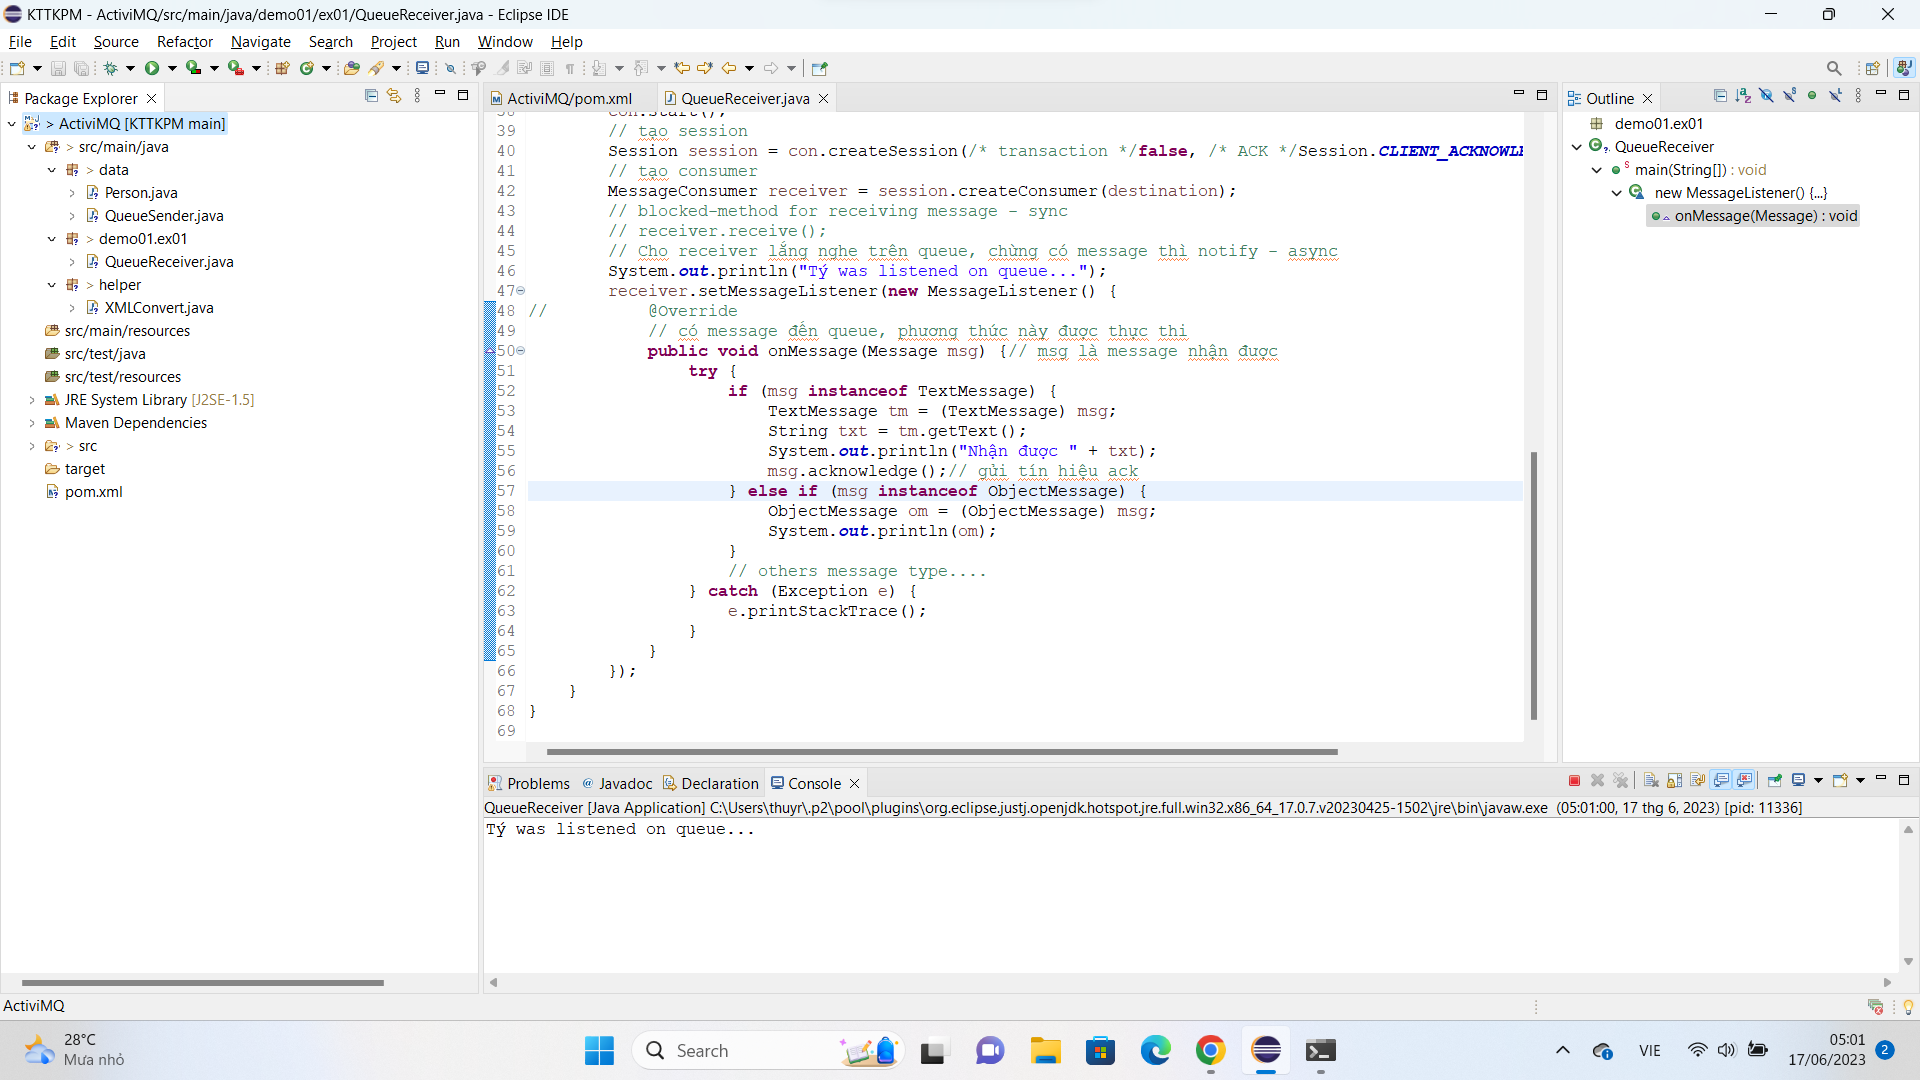 KTTKPM - ActiviMQ/src/main/java/demo01/ex01/QueueReceiver.java - Eclipse IDE
File Edit Source Refactor Navigate Search Project Run Window Help
Package Explorer
> ActiviMQ [KTTKPM main]
> src/main/java
> data
Person.java
QueueSender.java
> demo01.ex01
QueueReceiver.java
> helper
XMLConvert.java
src/main/resources
src/test/java
src/test/resources
JRE System Library [J2SE-1.5]
Maven Dependencies
> src
target
pom.xml
ActiviMQ/pom.xml QueueReceiver.java
38 con.start();
39 // tạo session
40 Session session = con.createSession(/* transaction */false, /* ACK */Session.CLIENT_ACKNOWL
41 // tạo consumer
42 MessageConsumer receiver = session.createConsumer(destination);
43 // blocked-method for receiving message - sync
44 // receiver.receive();
45 // Cho receiver lắng nghe trên queue, chừng có message thì notify - async
46 System.out.println("Tý was listened on queue...");
47 receiver.setMessageListener(new MessageListener() {
48 // @Override
49 // có message đến queue, phương thức này được thực thi
50 public void onMessage(Message msg) {// msg là message nhận được
51 try {
52 if (msg instanceof TextMessage) {
53 TextMessage tm = (TextMessage) msg;
54 String txt = tm.getText();
55 System.out.println("Nhận được " + txt);
56 msg.acknowledge();// gửi tín hiệu ack
57 } else if (msg instanceof ObjectMessage) {
58 ObjectMessage om = (ObjectMessage) msg;
59 System.out.println(om);
60 }
61 // others message type....
62 } catch (Exception e) {
63 e.printStackTrace();
64 }
65 }
66 });
67 }
68 }
69
Outline
demo01.ex01
QueueReceiver
main(String[]) : void
new MessageListener() {...}
onMessage(Message) : void
Problems @ Javadoc Declaration Console
QueueReceiver [Java Application] C:\Users\thuyr\.p2\pool\plugins\org.eclipse.justj.openjdk.hotspot.jre.full.win32.x86_64_17.0.7.v20230425-1502\jre\bin\javaw.exe (05:01:00, 17 thg 6, 2023) [pid: 11336]
Tý was listened on queue...
ActiviMQ
28°C
Mưa nhỏ
Search
VIE
05:01
17/06/2023
2